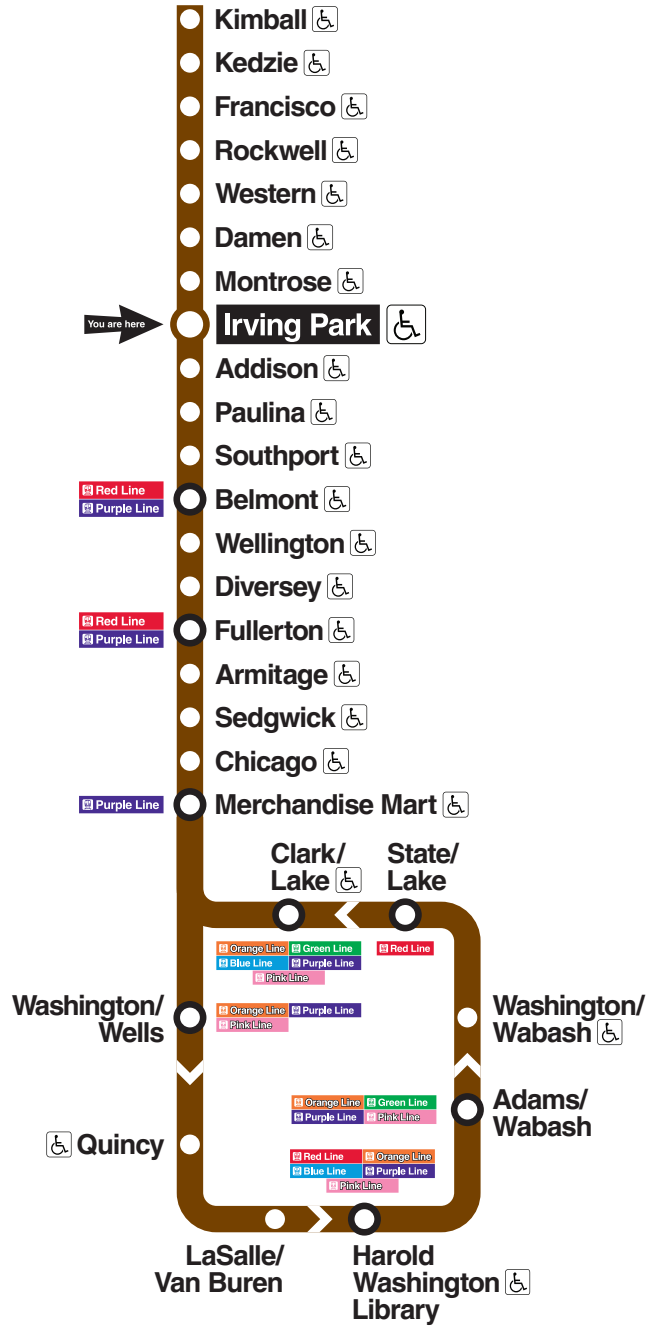 Kimball
Kedzie
Francisco
Rockwell
Western
Damen
Montrose
You are here
Irving Park
Addison
Paulina
Southport
Red Line
Purple Line
Belmont
Wellington
Diversey
Red Line
Purple Line
Fullerton
Armitage
Sedgwick
Chicago
Purple Line
Merchandise Mart
Clark/
Lake
State/
Lake
Orange Line Green Line
Blue Line Purple Line
Pink Line
Red Line
Washington/
Wells
Orange Line Purple Line
Pink Line
Washington/
Wabash
Orange Line Green Line
Purple Line Pink Line
Adams/
Wabash
Quincy
Red Line Orange Line
Blue Line Purple Line
Pink Line
LaSalle/
Van Buren
Harold
Washington
Library